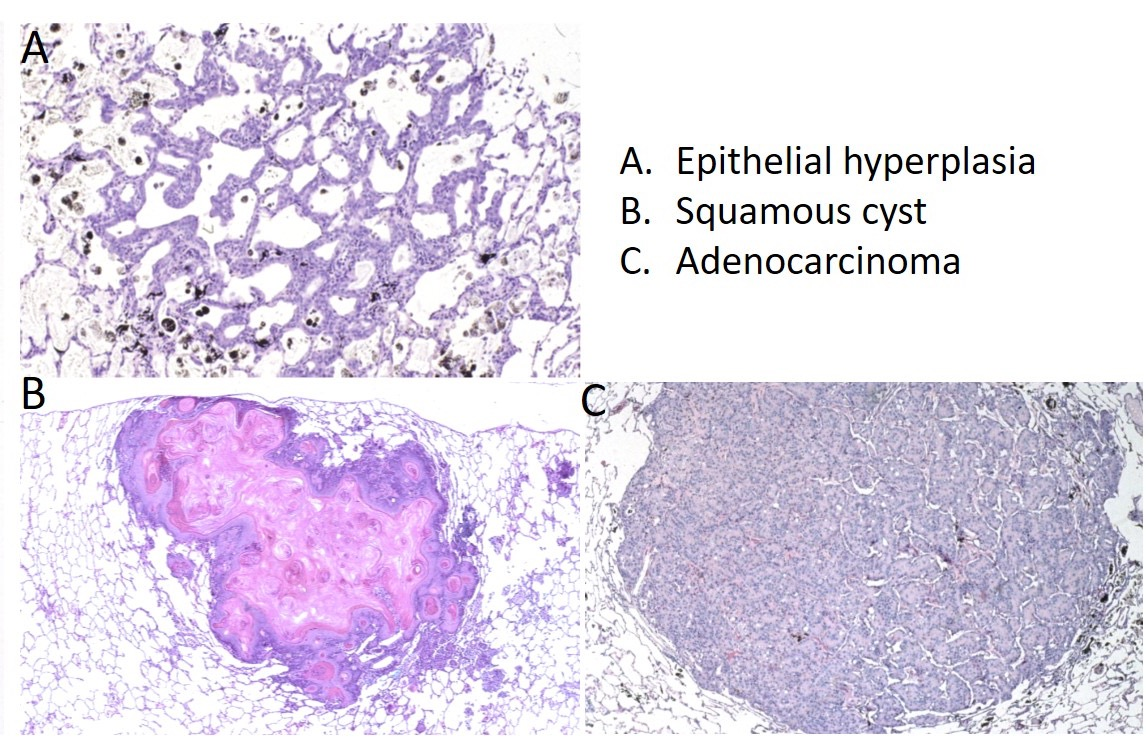 A
A. Epithelial hyperplasia
B. Squamous cyst
C. Adenocarcinoma
B
C